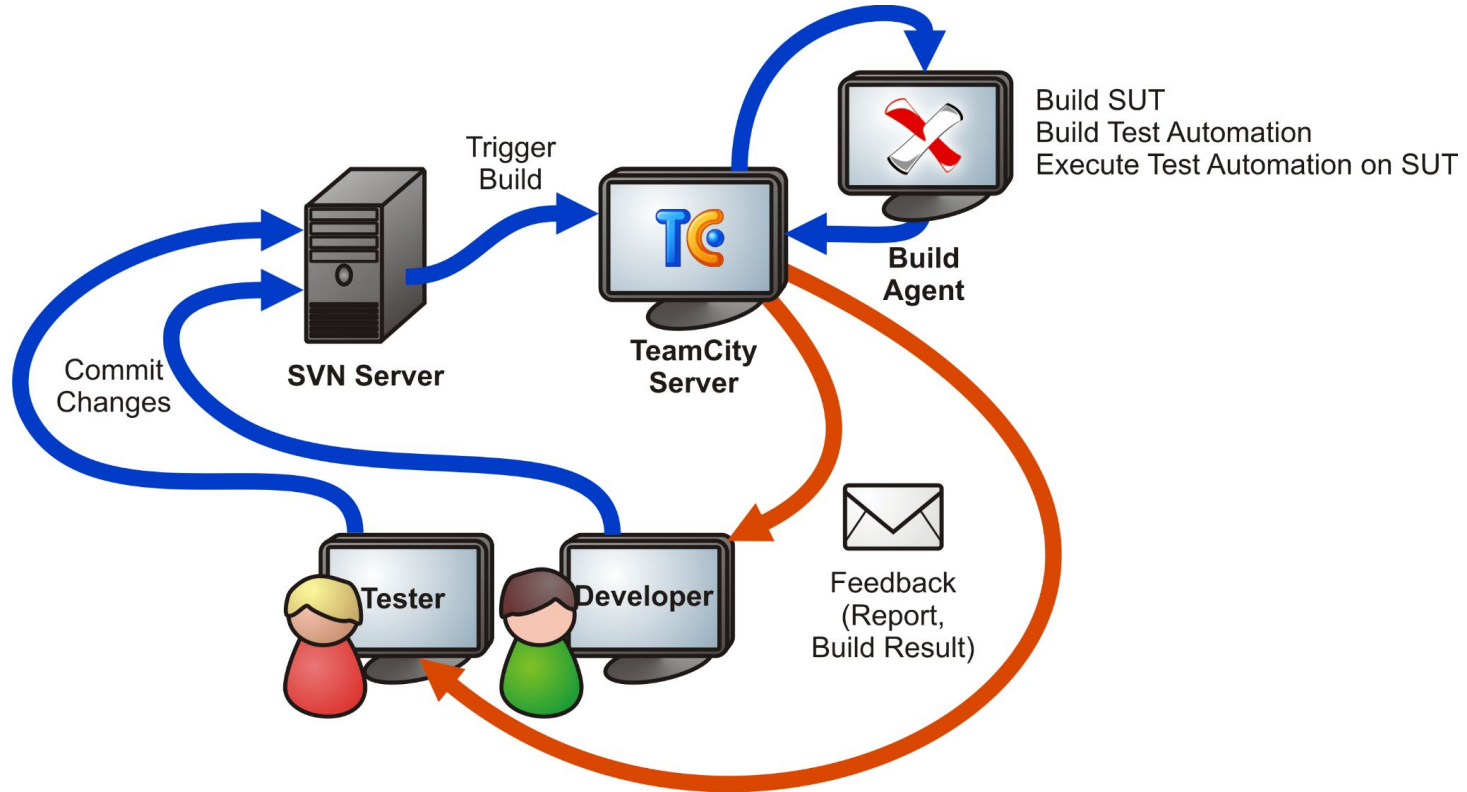 Build SUT
Build Test Automation
Execute Test Automation on SUT
Trigger
Build
TC
Build
Agent
TeamCity
Server
SVN Server
Commit
Changes
Tester
Developer
Feedback
(Report,
Build Result)